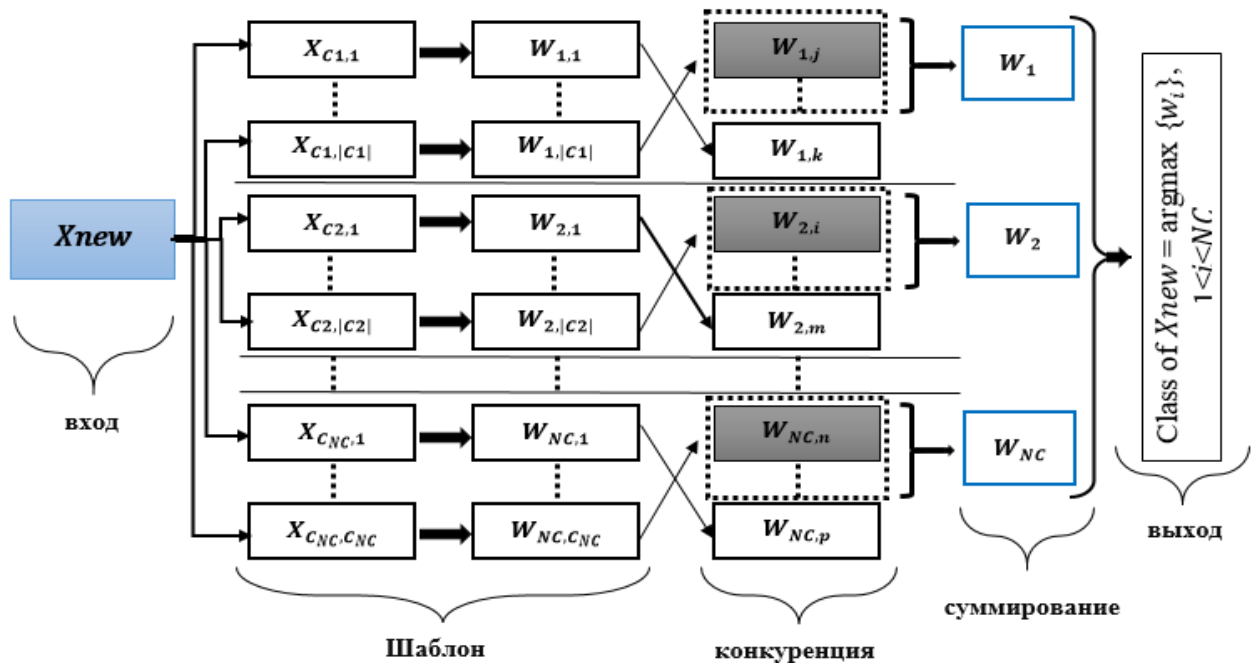 X_{C1,1} W_{1,1} W_{1,j} W_1
X_{C1,|C1|} W_{1,|C1|} W_{1,k}
Xnew
X_{C2,1} W_{2,1} W_{2,i} W_2
X_{C2,|C2|} W_{2,|C2|} W_{2,m}
X_{C_{NC},1} W_{NC,1} W_{NC,n} W_{NC}
X_{C_{NC},C_{NC}} W_{NC,C_{NC}} W_{NC,p}
Class of Xnew = argmax {w_i},
1<i<NC
вход
Шаблон
конкуренция
суммирование
выход